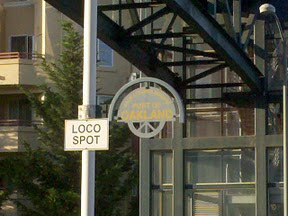 PORT OF
OAKLAND
LOCO
SPOT